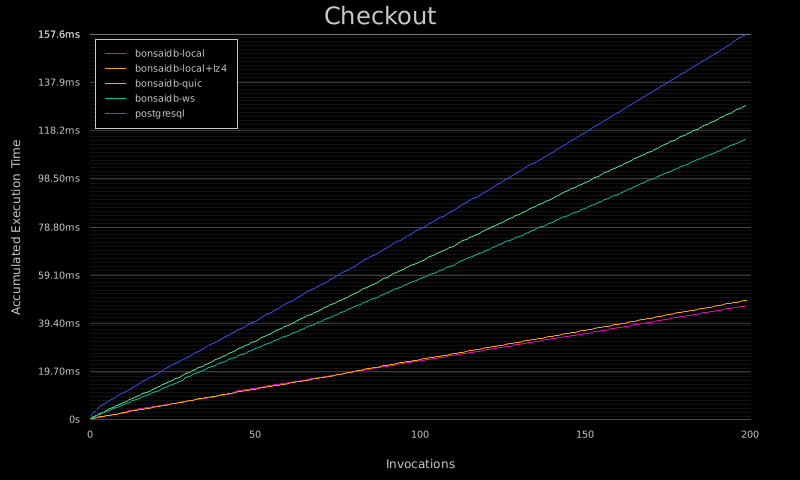 Checkout
157.6ms
137.9ms
118.2ms
98.50ms
78.80ms
59.10ms
39.40ms
19.70ms
0s
bonsaidb-local
bonsaidb-local+lz4
bonsaidb-quic
bonsaidb-ws
postgresql
Accumulated Execution Time
0
50
100
150
200
Invocations